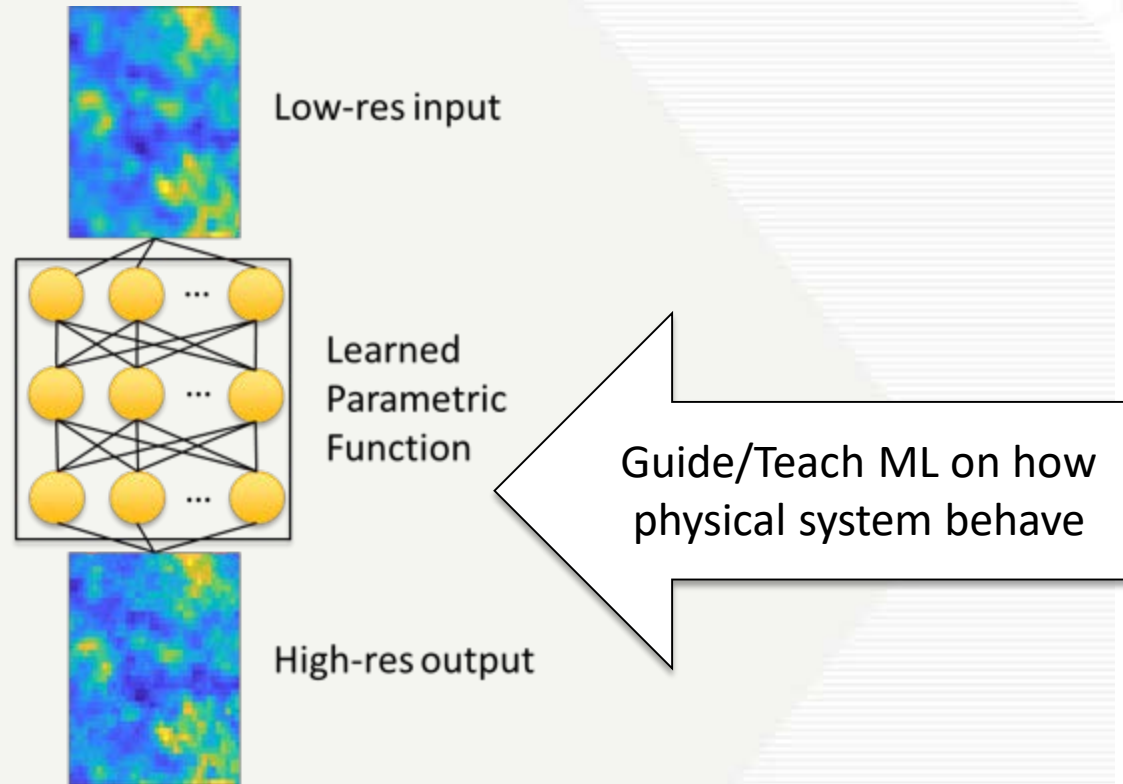 Low-res input
...
Learned
Parametric
Function
...
...
Guide/Teach ML on how
physical system behave
High-res output